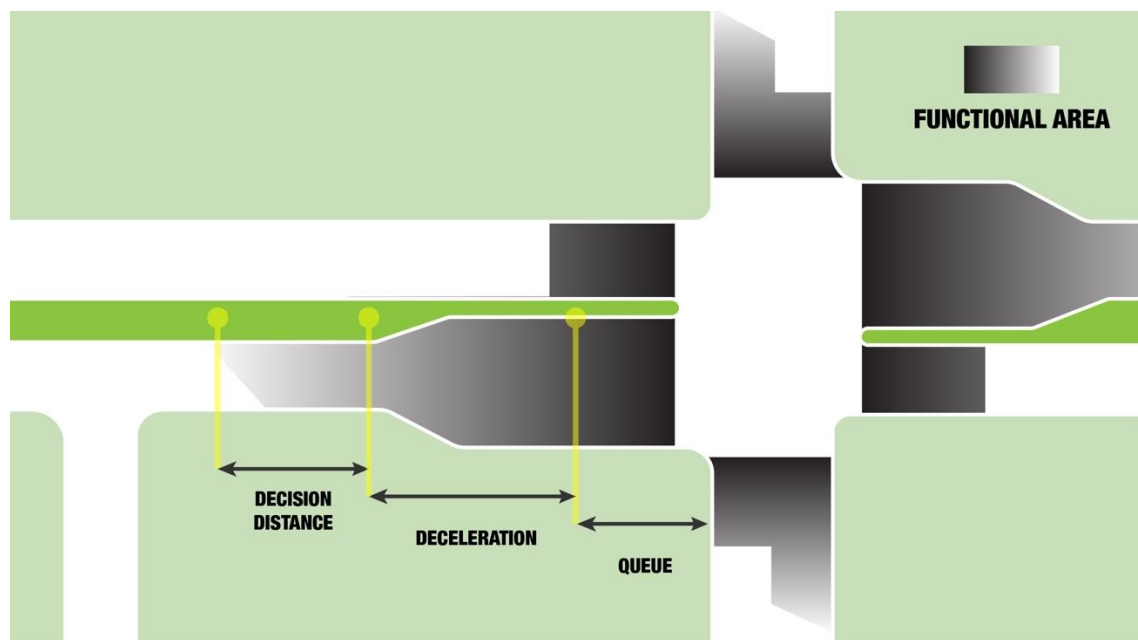 FUNCTIONAL AREA
DECISION
DISTANCE
DECELERATION
QUEUE